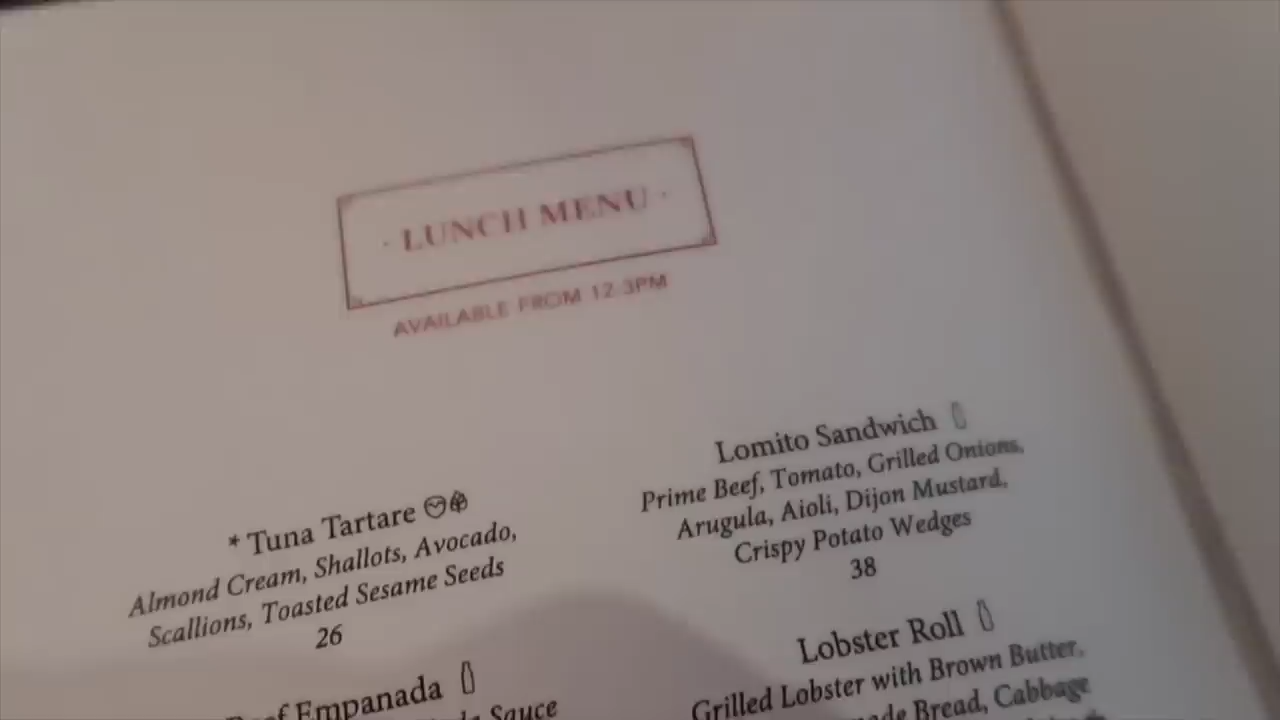 · LUNCH MENU ·
AVAILABLE FROM 12-3PM
* Tuna Tartare
Almond Cream, Shallots, Avocado,
Scallions, Toasted Sesame Seeds
26
Empanada
Sauce
Lomito Sandwich
Prime Beef, Tomato, Grilled Onions,
Arugula, Aioli, Dijon Mustard,
Crispy Potato Wedges
38
Lobster Roll
Grilled Lobster with Brown Butter,
Bread, Cabbage